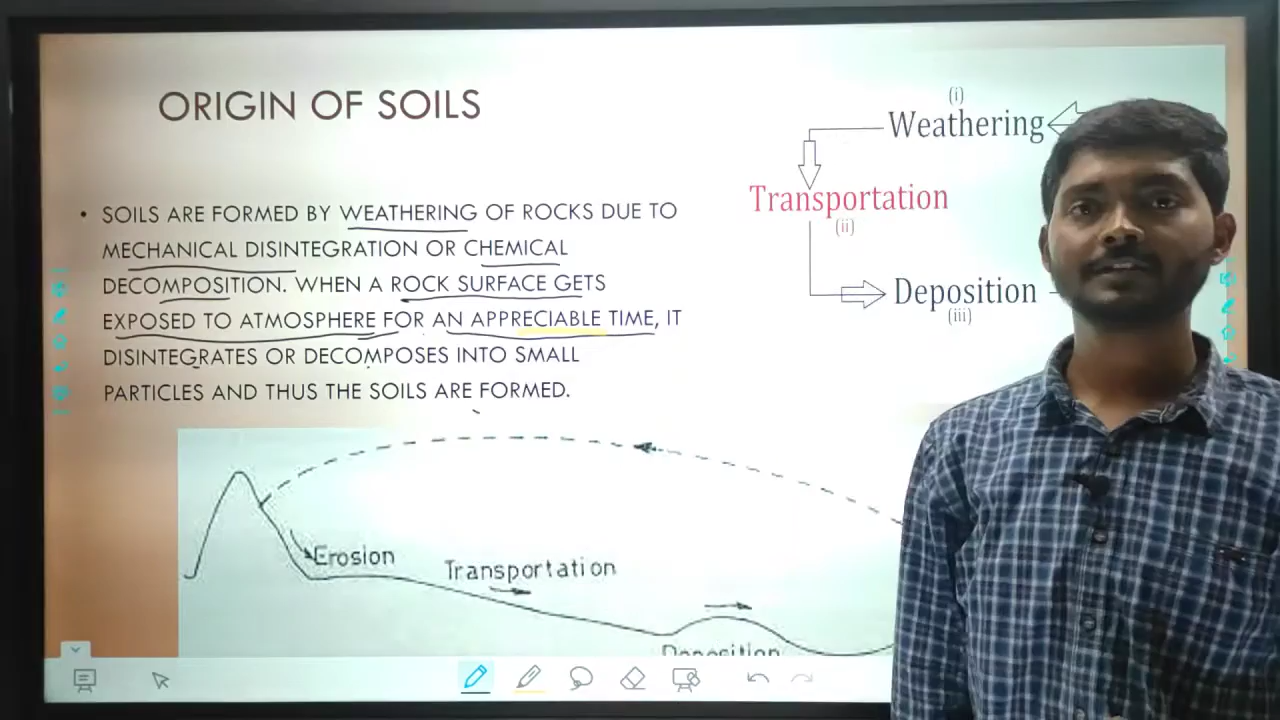 ORIGIN OF SOILS
• SOILS ARE FORMED BY WEATHERING OF ROCKS DUE TO
MECHANICAL DISINTEGRATION OR CHEMICAL
DECOMPOSITION. WHEN A ROCK SURFACE GETS
EXPOSED TO ATMOSPHERE FOR AN APPRECIABLE TIME, IT
DISINTEGRATES OR DECOMPOSES INTO SMALL
PARTICLES AND THUS THE SOILS ARE FORMED.
(i)
Weathering
Transportation
(ii)
Deposition
(iii)
Erosion
Transportation
Deposition